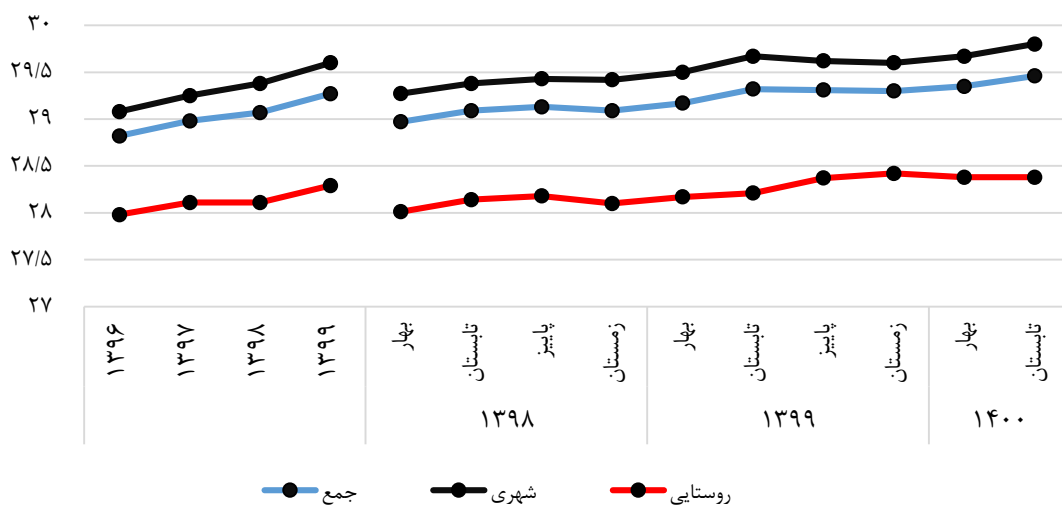 ۳۰
۲۹/۵
۲۹
۲۸/۵
۲۸
۲۷/۵
۲۷
۱۳۹۶
۱۳۹۷
۱۳۹۸
۱۳۹۹
بهار
تابستان
پاییز
زمستان
بهار
تابستان
پاییز
زمستان
بهار
تابستان
۱۳۹۸
۱۳۹۹
۱۴۰۰
جمع
شهری
روستایی